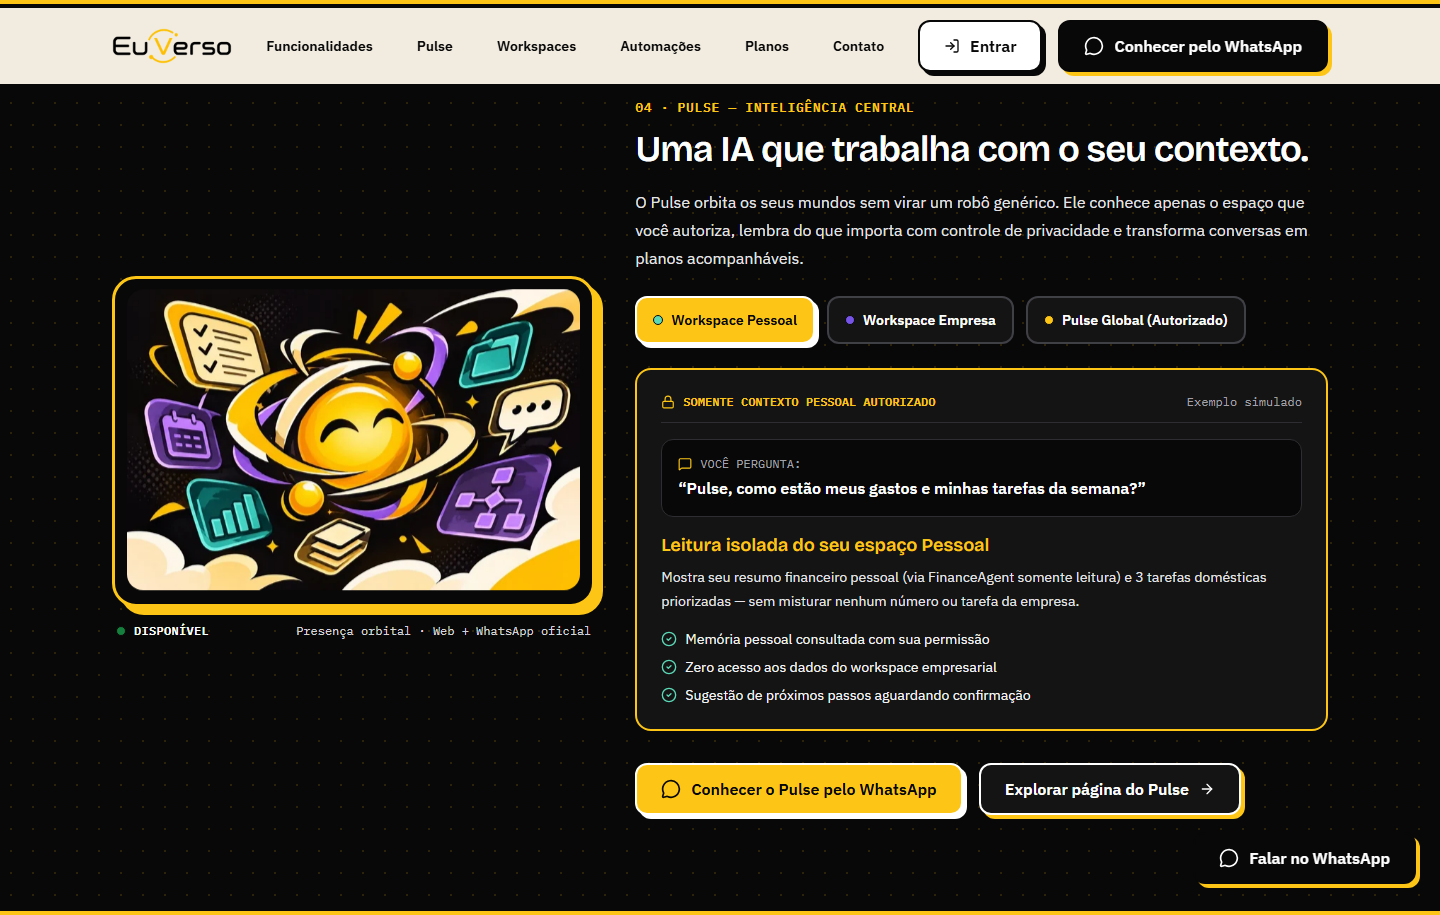 EuVerso
Funcionalidades
Pulse
Workspaces
Automações
Planos
Contato
Entrar
Conhecer pelo WhatsApp
04 · PULSE — INTELIGÊNCIA CENTRAL
Uma IA que trabalha com o seu contexto.
O Pulse orbita os seus mundos sem virar um robô genérico. Ele conhece apenas o espaço que
você autoriza, lembra do que importa com controle de privacidade e transforma conversas em
planos acompanháveis.
Workspace Pessoal
Workspace Empresa
Pulse Global (Autorizado)
SOMENTE CONTEXTO PESSOAL AUTORIZADO
Exemplo simulado
VOCÊ PERGUNTA:
“Pulse, como estão meus gastos e minhas tarefas da semana?”
Leitura isolada do seu espaço Pessoal
Mostra seu resumo financeiro pessoal (via FinanceAgent somente leitura) e 3 tarefas domésticas
priorizadas — sem misturar nenhum número ou tarefa da empresa.
Memória pessoal consultada com sua permissão
Zero acesso aos dados do workspace empresarial
Sugestão de próximos passos aguardando confirmação
DISPONÍVEL
Presença orbital · Web + WhatsApp oficial
Conhecer o Pulse pelo WhatsApp
Explorar página do Pulse
Falar no WhatsApp